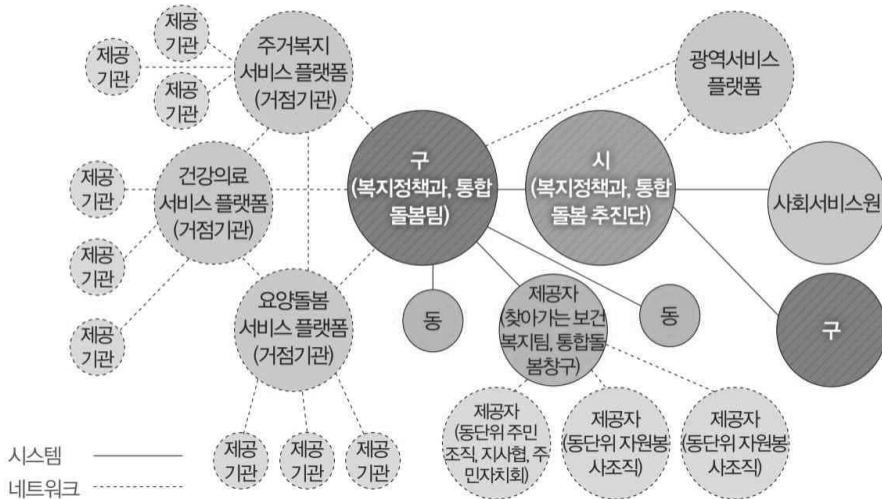 제공
기관
제공
기관
제공
기관
주거복지
서비스 플랫폼
(거점기관)
광역서비스
플랫폼
제공
기관
제공
기관
제공
기관
건강의료
서비스 플랫폼
(거점기관)
구
(복지정책과, 통합
돌봄팀)
시
(복지정책과, 통합
돌봄 추진단)
사회서비스원
요양돌봄
서비스 플랫폼
(거점기관)
동
제공자
(찾아가는 보건
복지팀, 통합돌
봄창구)
동
구
제공
기관
제공
기관
제공
기관
제공자
(동단위 주민
조직, 지사협, 주
민자치회)
제공자
(동단위 자원봉
사조직)
제공자
(동단위 자원봉
사조직)
시스템
네트워크